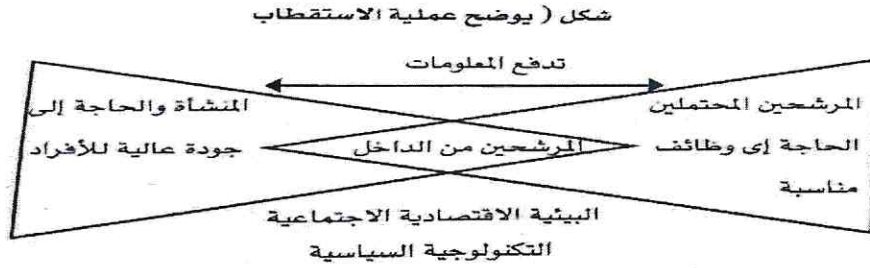 شكل ( يوضح عملية الاستقطاب
تدفع المعلومات
المرشحين المحتملين
الحاجة إى وظائف
مناسبة
المرشحين من الداخل
المنشأة والحاجة إلى
جودة عالية للأفراد
البيئية الاقتصادية الاجتماعية
التكنولوجية السياسية